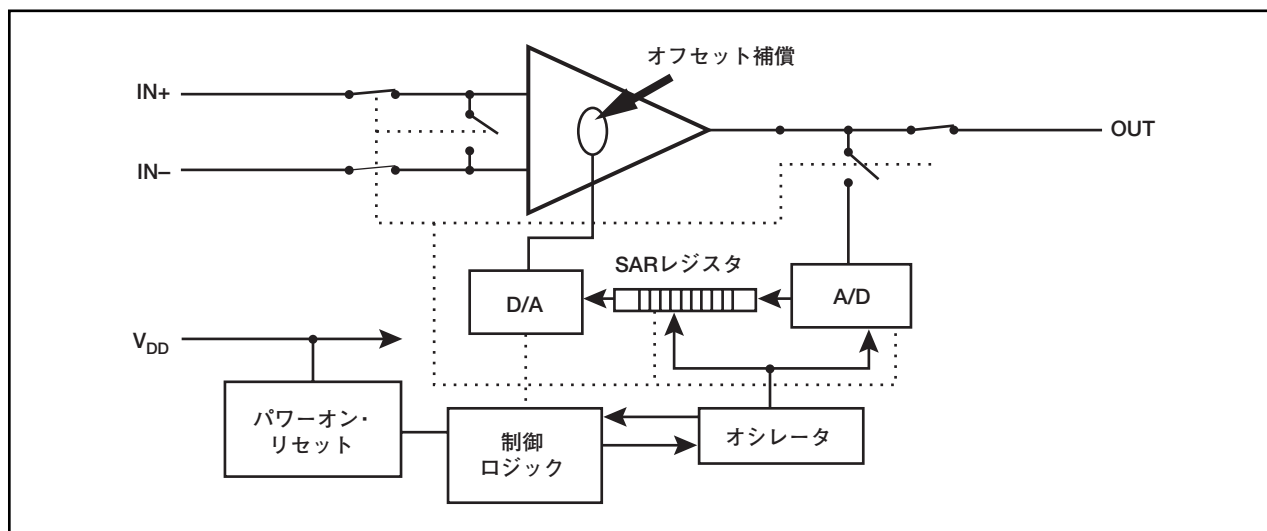 オフセット補償
IN+
IN–
OUT
SARレジスタ
D/A
A/D
VDD
パワーオン・
リセット
制御
ロジック
オシレータ